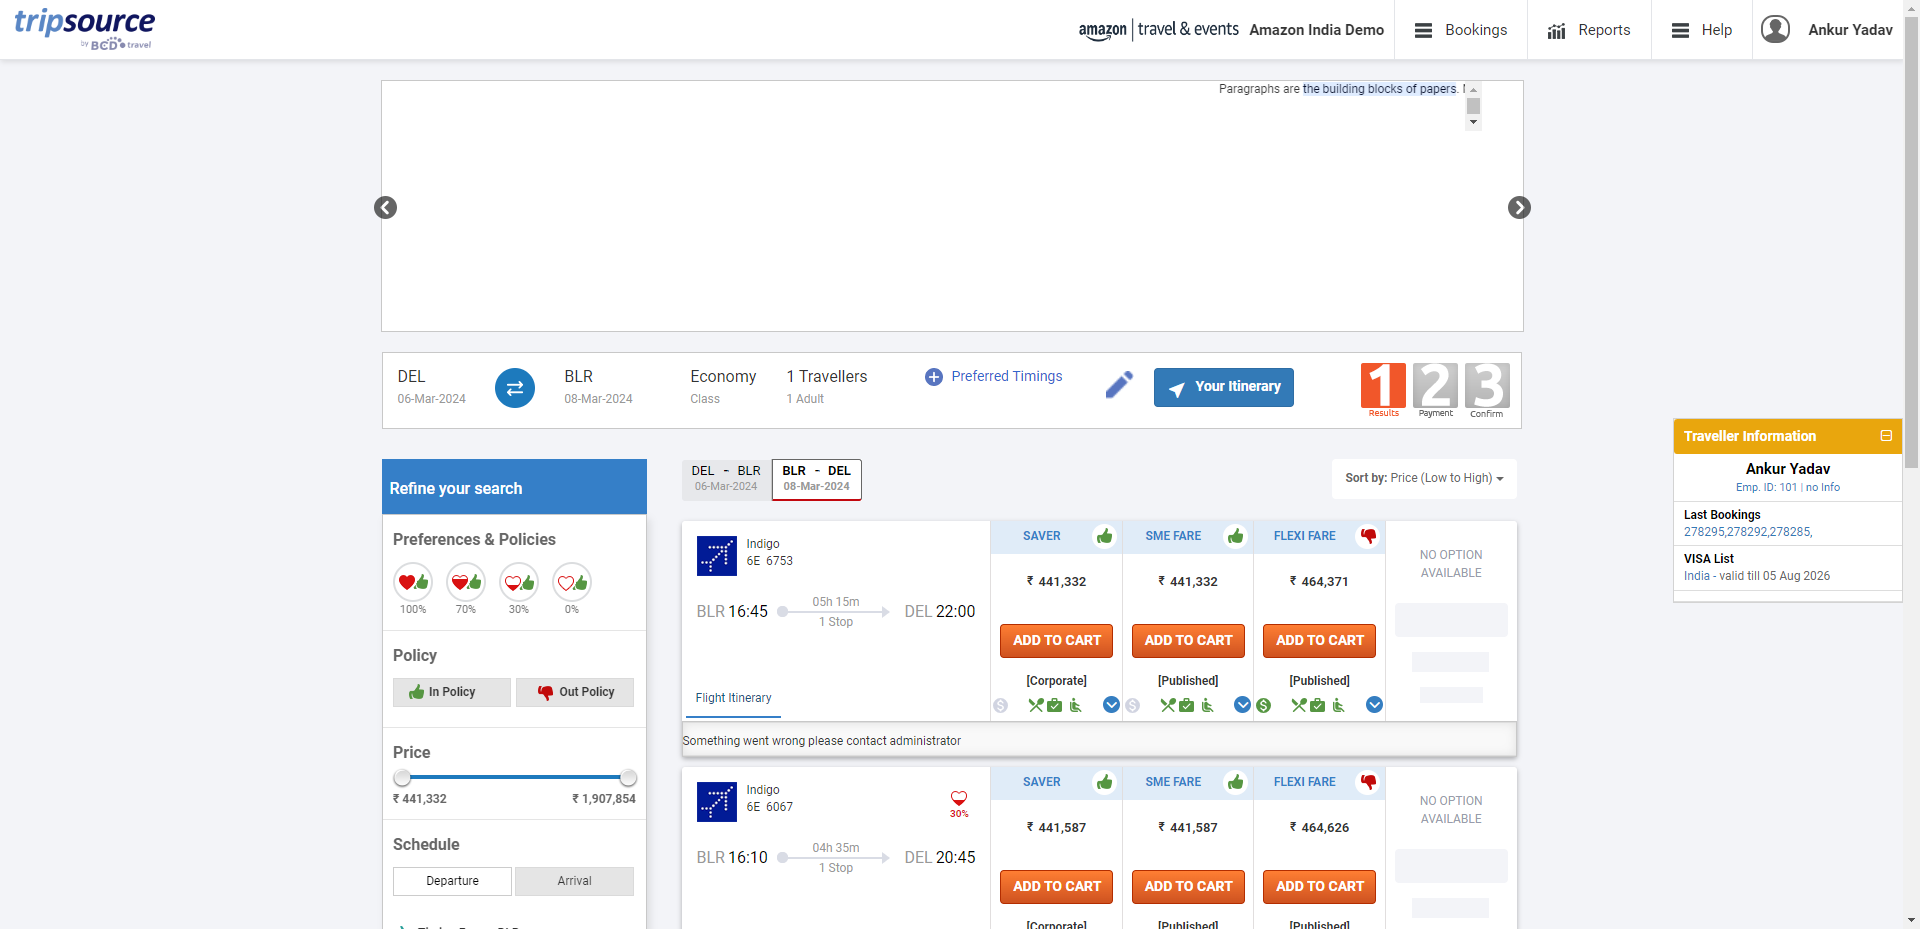 tripsource
by BCD travel
amazon | travel & events Amazon India Demo
Bookings
Reports
Help
Ankur Yadav
Paragraphs are the building blocks of papers.
DEL
06-Mar-2024
BLR
08-Mar-2024
Economy
Class
1 Travellers
1 Adult
Preferred Timings
Your Itinerary
1 Results
2 Payment
3 Confirm
Traveller Information
Ankur Yadav
Emp. ID: 101 | no Info
Last Bookings
278295,278292,278285,
VISA List
India - valid till 05 Aug 2026
Refine your search
Preferences & Policies
100% 70% 30% 0%
Policy
In Policy Out Policy
Price
₹ 441,332 ₹ 1,907,854
Schedule
Departure Arrival
DEL - BLR
06-Mar-2024
BLR - DEL
08-Mar-2024
Sort by: Price (Low to High)
Indigo
6E 6753
BLR 16:45
05h 15m
1 Stop
DEL 22:00
Flight Itinerary
SAVER
₹ 441,332
ADD TO CART
[Corporate]
SME FARE
₹ 441,332
ADD TO CART
[Published]
FLEXI FARE
₹ 464,371
ADD TO CART
[Published]
NO OPTION
AVAILABLE
Something went wrong please contact administrator
Indigo
6E 6067
30%
BLR 16:10
04h 35m
1 Stop
DEL 20:45
SAVER
₹ 441,587
ADD TO CART
[Corporate]
SME FARE
₹ 441,587
ADD TO CART
[Published]
FLEXI FARE
₹ 464,626
ADD TO CART
[Published]
NO OPTION
AVAILABLE